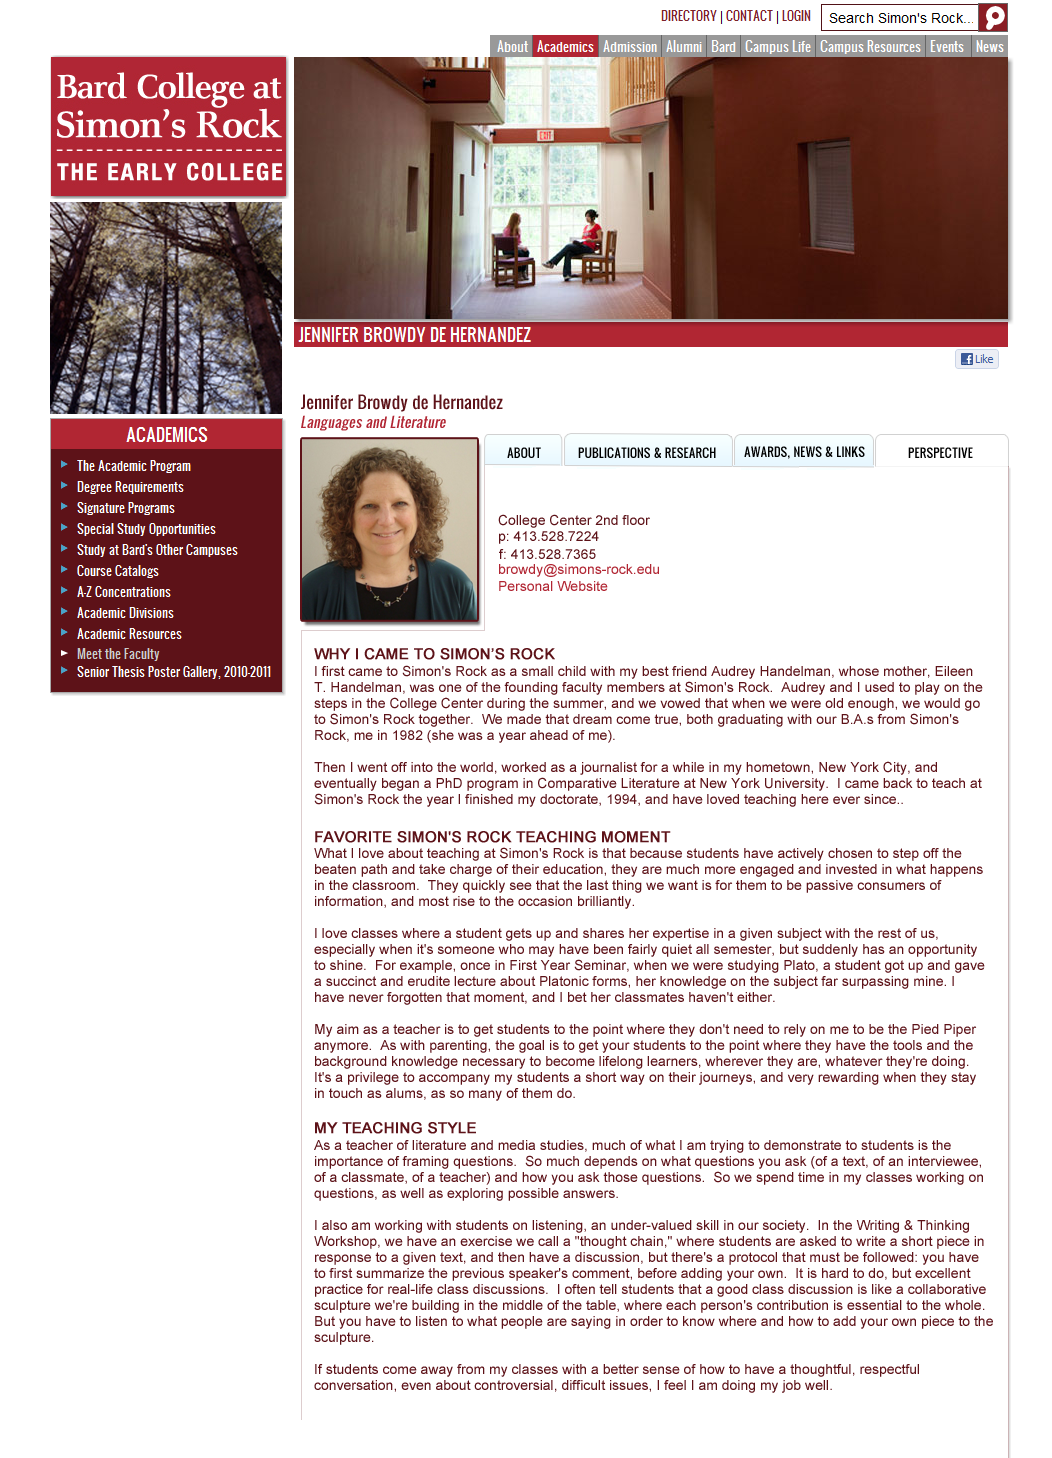 DIRECTORY | CONTACT | LOGIN
Search Simon's Rock...
About Academics Admission Alumni Bard Campus Life Campus Resources Events News
Bard College at
Simon's Rock
THE EARLY COLLEGE
EXIT
JENNIFER BROWDY DE HERNANDEZ
Like
Jennifer Browdy de Hernandez
Languages and Literature
ACADEMICS
The Academic Program
Degree Requirements
Signature Programs
Special Study Opportunities
Study at Bard's Other Campuses
Course Catalogs
A-Z Concentrations
Academic Divisions
Academic Resources
Meet the Faculty
Senior Thesis Poster Gallery, 2010-2011
ABOUT PUBLICATIONS & RESEARCH AWARDS, NEWS & LINKS PERSPECTIVE
College Center 2nd floor
p: 413.528.7224
f: 413.528.7365
browdy@simons-rock.edu
Personal Website
WHY I CAME TO SIMON'S ROCK
I first came to Simon's Rock as a small child with my best friend Audrey Handelman, whose mother, Eileen
T. Handelman, was one of the founding faculty members at Simon's Rock.  Audrey and I used to play on the
steps in the College Center during the summer, and we vowed that when we were old enough, we would go
to Simon's Rock together.  We made that dream come true, both graduating with our B.A.s from Simon's
Rock, me in 1982 (she was a year ahead of me).
Then I went off into the world, worked as a journalist for a while in my hometown, New York City, and
eventually began a PhD program in Comparative Literature at New York University.  I came back to teach at
Simon's Rock the year I finished my doctorate, 1994, and have loved teaching here ever since..
FAVORITE SIMON'S ROCK TEACHING MOMENT
What I love about teaching at Simon's Rock is that because students have actively chosen to step off the
beaten path and take charge of their education, they are much more engaged and invested in what happens
in the classroom.  They quickly see that the last thing we want is for them to be passive consumers of
information, and most rise to the occasion brilliantly.
I love classes where a student gets up and shares her expertise in a given subject with the rest of us,
especially when it's someone who may have been fairly quiet all semester, but suddenly has an opportunity
to shine.  For example, once in First Year Seminar, when we were studying Plato, a student got up and gave
a succinct and erudite lecture about Platonic forms, her knowledge on the subject far surpassing mine. I
have never forgotten that moment, and I bet her classmates haven't either.
My aim as a teacher is to get students to the point where they don't need to rely on me to be the Pied Piper
anymore.  As with parenting, the goal is to get your students to the point where they have the tools and the
background knowledge necessary to become lifelong learners, wherever they are, whatever they're doing.
It's a privilege to accompany my students a short way on their journeys, and very rewarding when they stay
in touch as alums, as so many of them do.
MY TEACHING STYLE
As a teacher of literature and media studies, much of what I am trying to demonstrate to students is the
importance of framing questions.  So much depends on what questions you ask (of a text, of an interviewee,
of a classmate, of a teacher) and how you ask those questions.  So we spend time in my classes working on
questions, as well as exploring possible answers.
I also am working with students on listening, an under-valued skill in our society.  In the Writing & Thinking
Workshop, we have an exercise we call a "thought chain," where students are asked to write a short piece in
response to a given text, and then have a discussion, but there's a protocol that must be followed: you have
to first summarize the previous speaker's comment, before adding your own.  It is hard to do, but excellent
practice for real-life class discussions.  I often tell students that a good class discussion is like a collaborative
sculpture we're building in the middle of the table, where each person's contribution is essential to the whole.
But you have to listen to what people are saying in order to know where and how to add your own piece to the
sculpture.
If students come away from my classes with a better sense of how to have a thoughtful, respectful
conversation, even about controversial, difficult issues, I feel I am doing my job well.